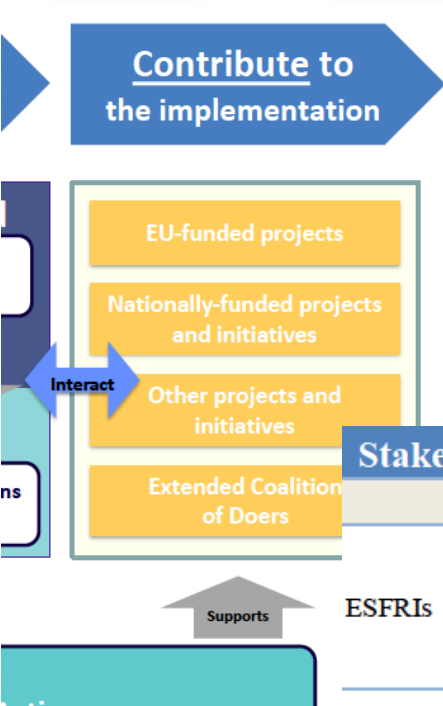 Contribute to
the implementation
EU-funded projects
Nationally-funded projects
and initiatives
Interact
Other projects and
initiatives
Extended Coalition
of Doers
ns
Stake
Supports
ESFRIs